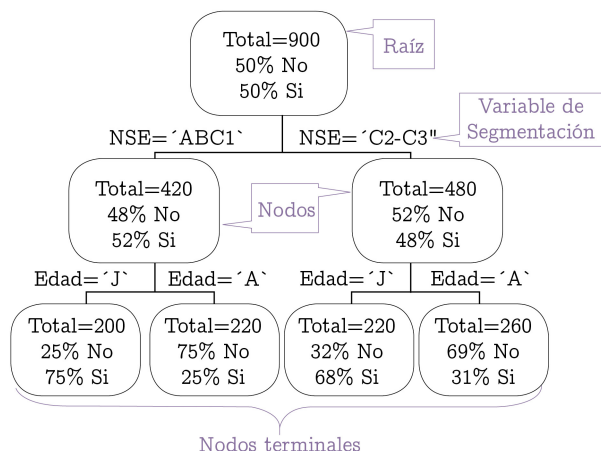 Total=900
50% No
50% Si
Raíz
NSE=´ABC1`
NSE=´C2-C3"
Variable de
Segmentación
Total=420
48% No
52% Si
Nodos
Total=480
52% No
48% Si
Edad=´J`
Edad=´A`
Edad=´J`
Edad=´A`
Total=200
25% No
75% Si
Total=220
75% No
25% Si
Total=220
32% No
68% Si
Total=260
69% No
31% Si
Nodos terminales